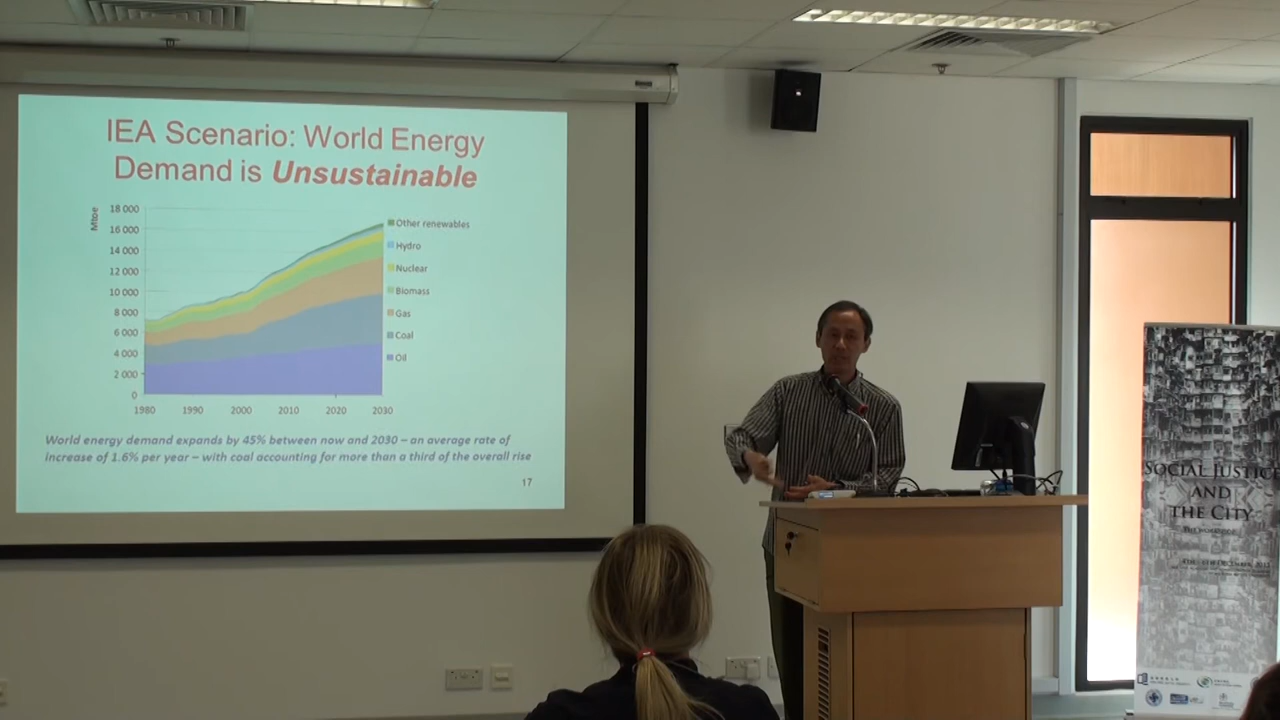 IEA Scenario: World Energy
Demand is Unsustainable
Mtoe
18 000
16 000
14 000
12 000
10 000
8 000
6 000
4 000
2 000
0
1980
1990
2000
2010
2020
2030
Other renewables
Hydro
Nuclear
Biomass
Gas
Coal
Oil
World energy demand expands by 45% between now and 2030 – an average rate of
increase of 1.6% per year – with coal accounting for more than a third of the overall rise
17
SOCIAL JUSTICE
AND
THE CITY